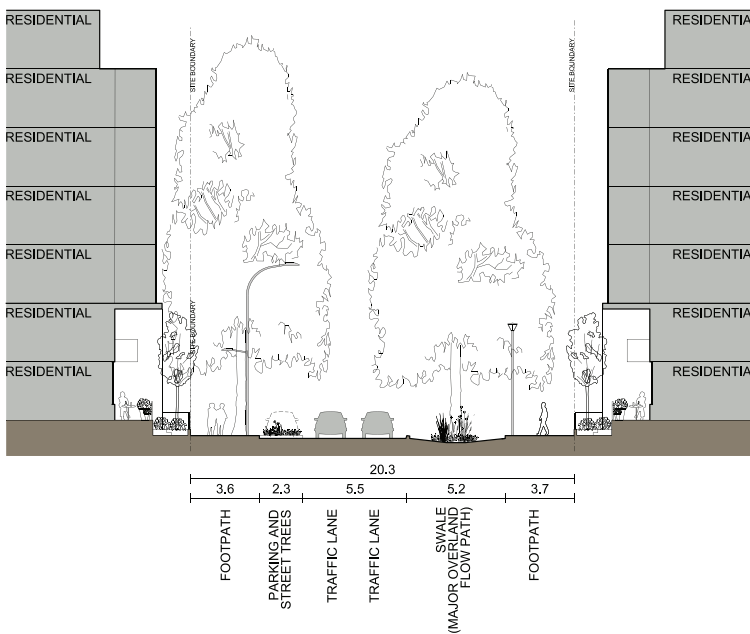 RESIDENTIAL
RESIDENTIAL
RESIDENTIAL
RESIDENTIAL
RESIDENTIAL
RESIDENTIAL
RESIDENTIAL
SITE BOUNDARY
SITE BOUNDARY
SITE BOUNDARY
RESIDENTIA
RESIDENTIA
RESIDENTIA
RESIDENTIA
RESIDENTIA
RESIDENTIA
RESIDENTIA
20.3
3.6
2.3
5.5
5.2
3.7
FOOTPATH
PARKING AND
STREET TREES
TRAFFIC LANE
TRAFFIC LANE
SWALE
(MAJOR OVERLAND
FLOW PATH)
FOOTPATH